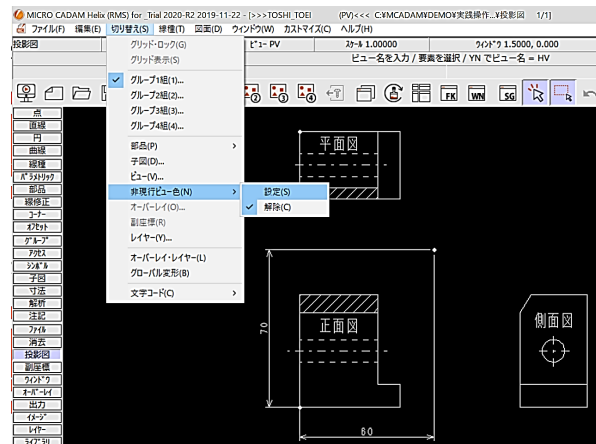 MICRO CADAM Helix (RMS) for _Trial 2020-R2 2019-11-22 - [>>>TOSHI_TOEI (PV)<<< C:¥MCADAM¥DEMO¥実践操作..¥投影図 1/1]
ファイル(F) 編集(E) 切り替え(S) 線種(T) 図面(D) ウィンドウ(W) カストマイズ(C) ヘルプ(H)
投影図 ビュー PV スケール 1.00000 ウィンドウ 1.5000, 0.000
ビュー名を入力 / 要素を選択 / YN でビュー名 = HV
グリッド・ロック(G)
グリッド表示(S)
グループ1組(1)...
グループ2組(2)...
グループ3組(3)...
グループ4組(4)...
部品(P)
子図(D)...
ビュー(V)...
非現行ビュー色(N)
設定(S)
解除(C)
オーバーレイ(O)...
副座標(R)
レイヤー(Y)...
オーバーレイ・レイヤー(L)
グローバル変形(B)
文字コード(C)
FK WN SG
点
直線
円
曲線
線種
パラメトリック
部品
線修正
コーナー
オフセット
グループ
アクセス
シンボル
子図
寸法
解析
注記
ファイル
消去
投影図
副座標
ウィンドウ
オーバーレイ
出力
イメージ
レイヤー
ライブラリ
平面図
正面図
側面図
70
60